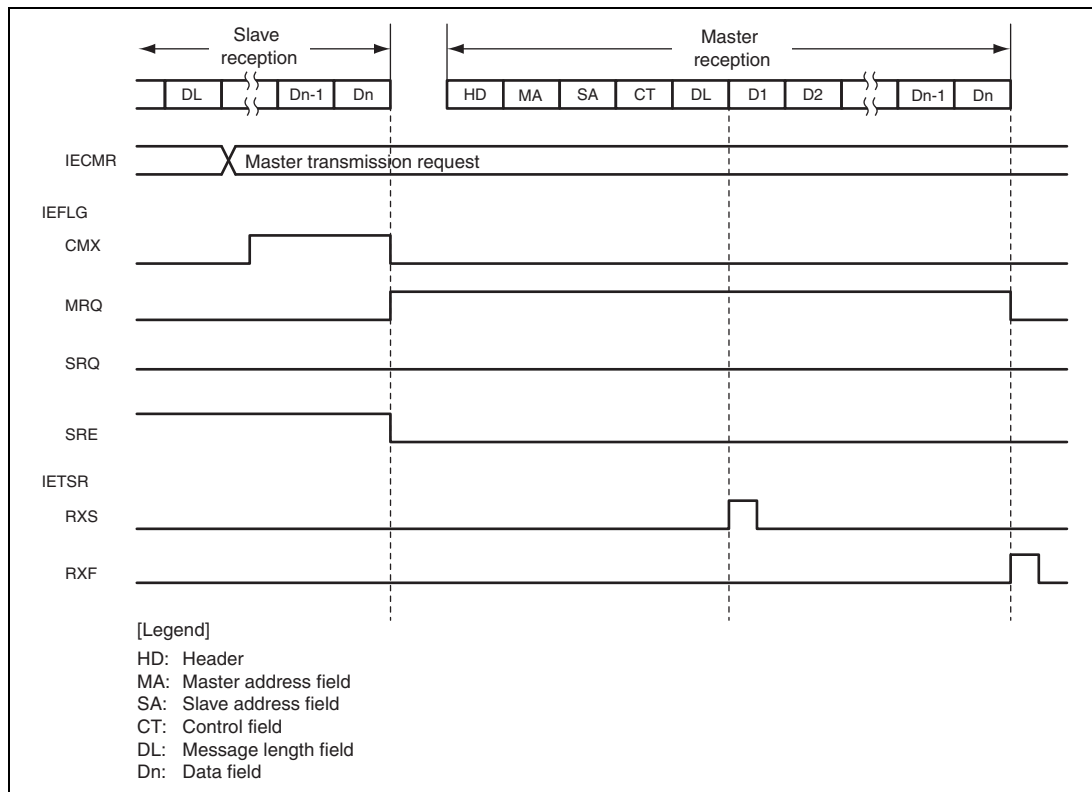 Slave
reception
Master
reception
DL Dn-1 Dn HD MA SA CT DL D1 D2 Dn-1 Dn
IECMR Master transmission request
IEFLG
CMX
MRQ
SRQ
SRE
IETSR
RXS
RXF
[Legend]
HD: Header
MA: Master address field
SA: Slave address field
CT: Control field
DL: Message length field
Dn: Data field